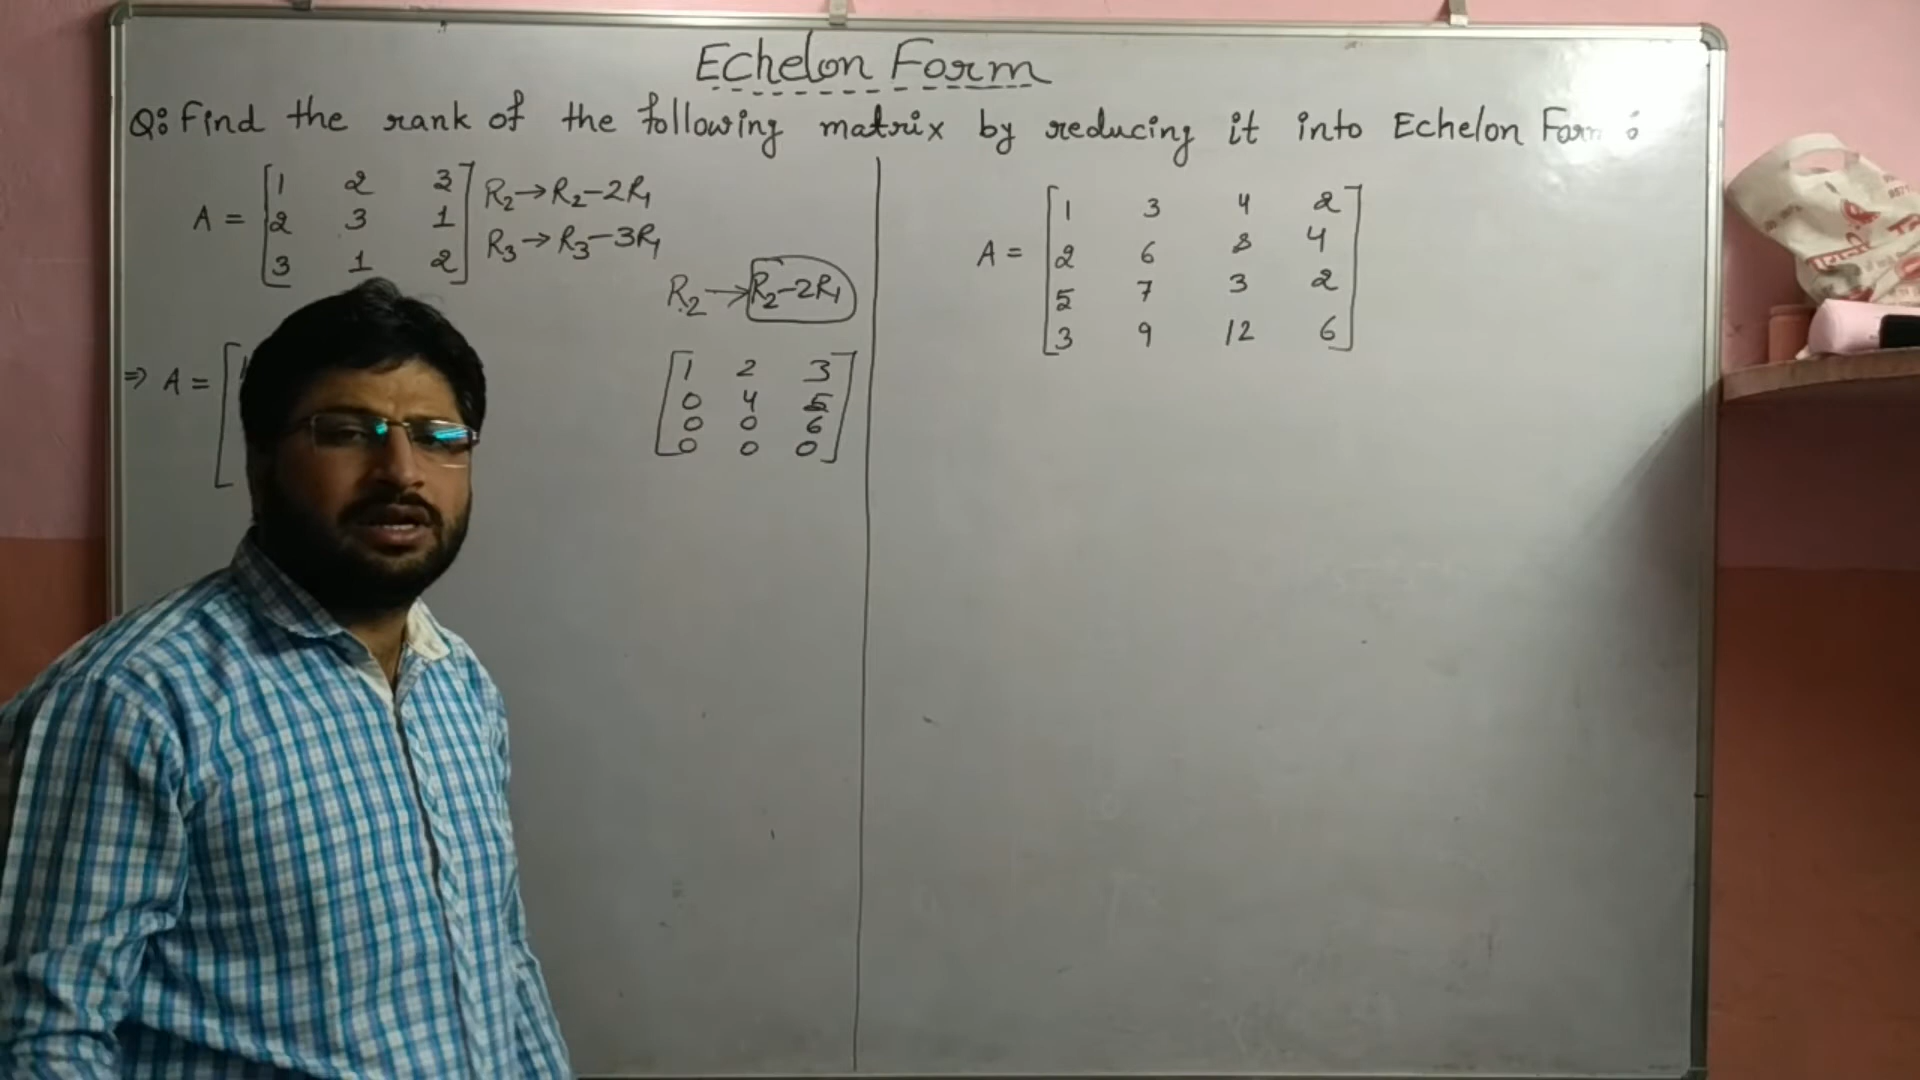 Echelon Form
Q: Find the rank of the following matrix by reducing it into Echelon Form :
A = [1 2 3] R2→R2-2R1
[2 3 1] R3→R3-3R1
[3 1 2]
R2→R2-2R1
⇒ A = [1
[1 2 3]
[0 4 5]
[0 0 6]
[0 0 0]
A = [1 3 4 2]
[2 6 8 4]
[5 7 3 2]
[3 9 12 6]